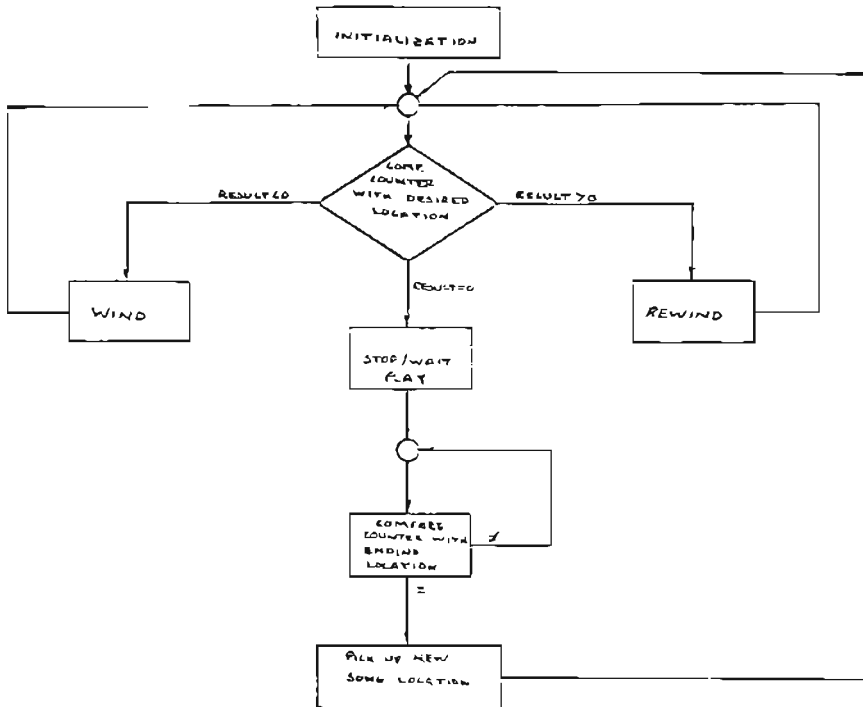 INITIALIZATION
COMP.
COUNTER
WITH DESIRED
LOCATION
RESULT<0
RESULT>0
RESULT=0
WIND
REWIND
STOP/WAIT
PLAY
COMPARE
COUNTER WITH
ENDING
LOCATION
≠
=
PICK UP NEW
SONG LOCATION